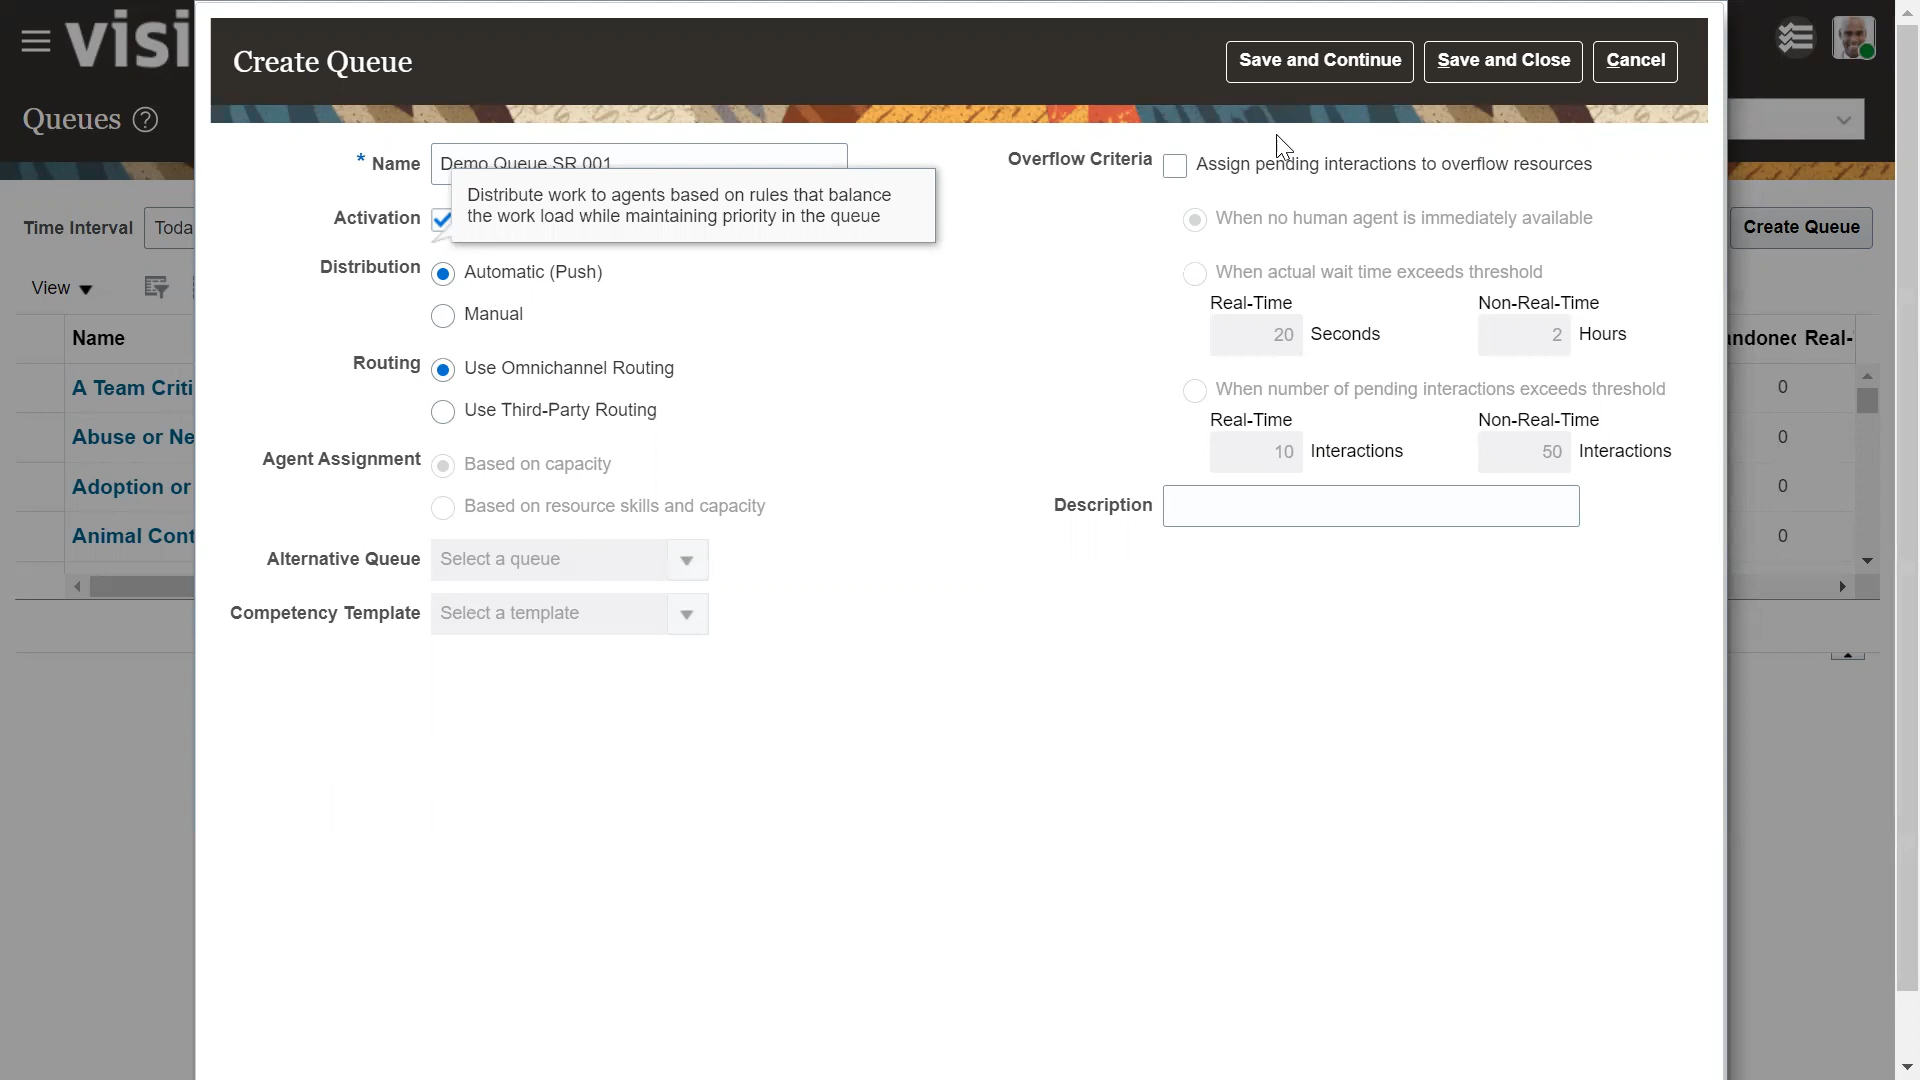 visi
Create Queue
Save and Continue
Save and Close
Cancel
Queues
?
* Name
Demo Queue SR 001
Distribute work to agents based on rules that balance
the work load while maintaining priority in the queue
Activation
Distribution
Automatic (Push)
Manual
Routing
Use Omnichannel Routing
Use Third-Party Routing
Agent Assignment
Based on capacity
Based on resource skills and capacity
Alternative Queue
Select a queue
Competency Template
Select a template
Overflow Criteria
Assign pending interactions to overflow resources
When no human agent is immediately available
When actual wait time exceeds threshold
Real-Time
Non-Real-Time
20 Seconds
2 Hours
When number of pending interactions exceeds threshold
Real-Time
Non-Real-Time
10 Interactions
50 Interactions
Description
Time Interval
Toda
Create Queue
View
Name
A Team Criti
Abuse or Ne
Adoption or
Animal Cont
Real-
0
0
0
0